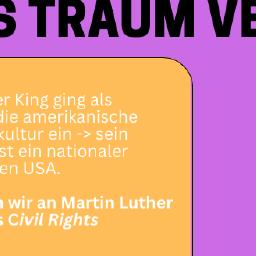 S TRAUM VE
er King ging als
die amerikanische
kultur ein -> sein
st ein nationaler
en USA.
n wir an Martin Luther
s Civil Rights